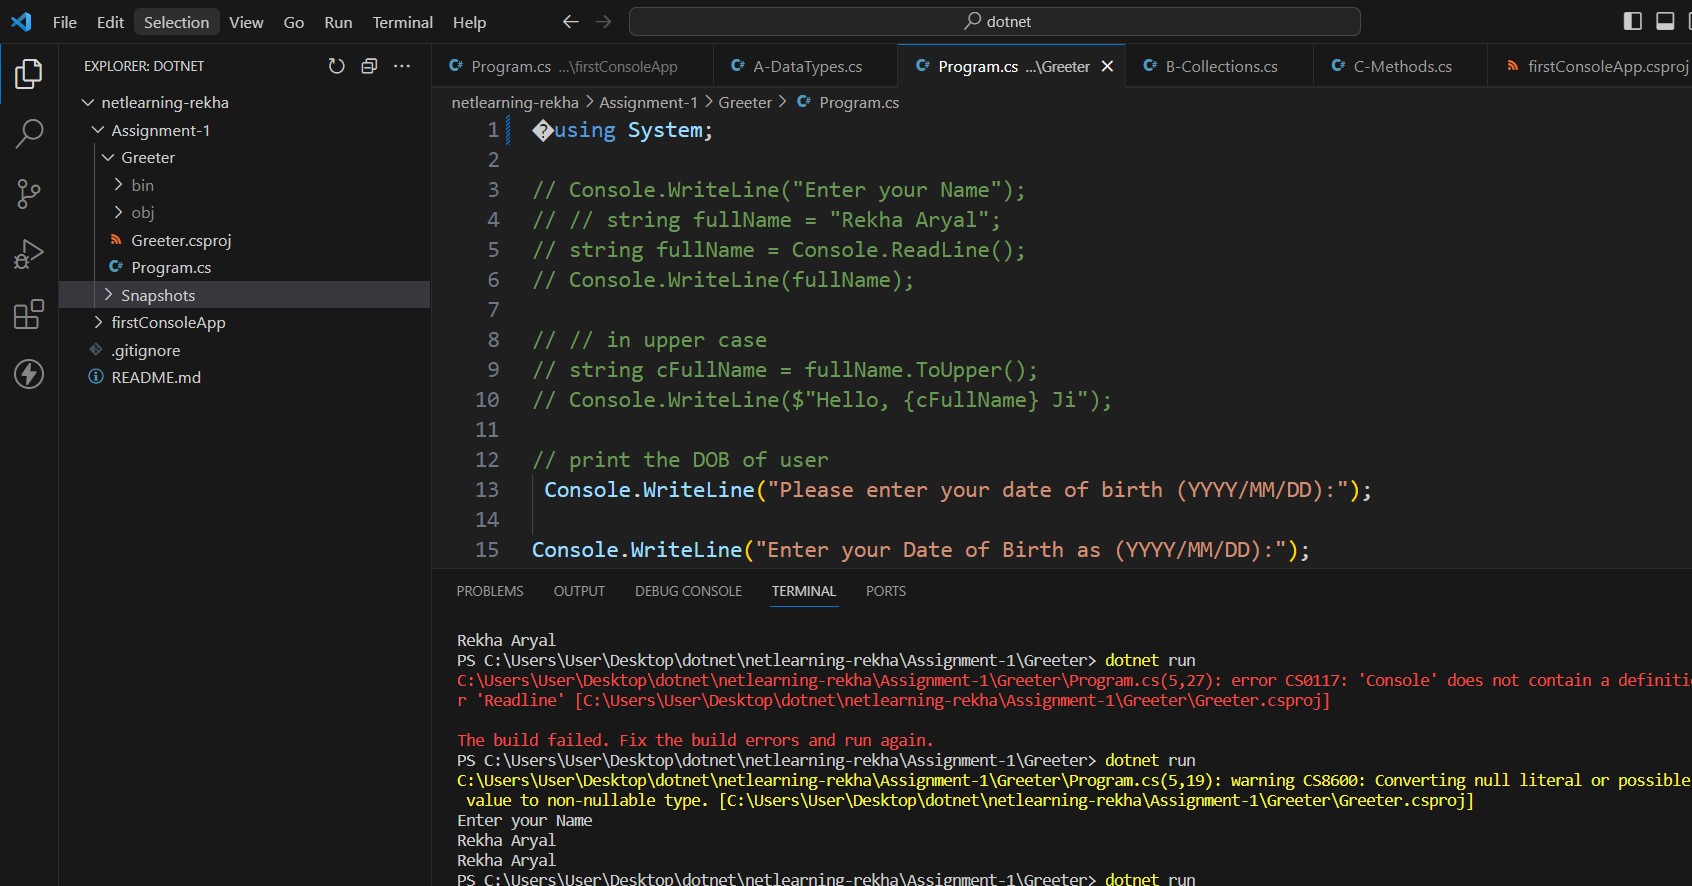 File Edit Selection View Go Run Terminal Help
dotnet
EXPLORER: DOTNET
netlearning-rekha
Assignment-1
Greeter
bin
obj
Greeter.csproj
Program.cs
Snapshots
firstConsoleApp
.gitignore
README.md
Program.cs ...\firstConsoleApp
A-DataTypes.cs
Program.cs ...\Greeter
B-Collections.cs
C-Methods.cs
firstConsoleApp.csproj
netlearning-rekha > Assignment-1 > Greeter > Program.cs
1 �using System;
2
3 // Console.WriteLine("Enter your Name");
4 // // string fullName = "Rekha Aryal";
5 // string fullName = Console.ReadLine();
6 // Console.WriteLine(fullName);
7
8 // // in upper case
9 // string cFullName = fullName.ToUpper();
10 // Console.WriteLine($"Hello, {cFullName} Ji");
11
12 // print the DOB of user
13 Console.WriteLine("Please enter your date of birth (YYYY/MM/DD):");
14
15 Console.WriteLine("Enter your Date of Birth as (YYYY/MM/DD):");
PROBLEMS OUTPUT DEBUG CONSOLE TERMINAL PORTS
Rekha Aryal
PS C:\Users\User\Desktop\dotnet\netlearning-rekha\Assignment-1\Greeter> dotnet run
C:\Users\User\Desktop\dotnet\netlearning-rekha\Assignment-1\Greeter\Program.cs(5,27): error CS0117: 'Console' does not contain a definiti
r 'Readline' [C:\Users\User\Desktop\dotnet\netlearning-rekha\Assignment-1\Greeter\Greeter.csproj]
The build failed. Fix the build errors and run again.
PS C:\Users\User\Desktop\dotnet\netlearning-rekha\Assignment-1\Greeter> dotnet run
C:\Users\User\Desktop\dotnet\netlearning-rekha\Assignment-1\Greeter\Program.cs(5,19): warning CS8600: Converting null literal or possible
value to non-nullable type. [C:\Users\User\Desktop\dotnet\netlearning-rekha\Assignment-1\Greeter\Greeter.csproj]
Enter your Name
Rekha Aryal
Rekha Aryal
PS C:\Users\User\Desktop\dotnet\netlearning-rekha\Assignment-1\Greeter> dotnet run